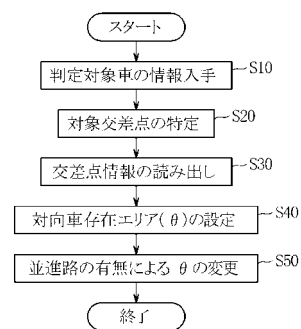 スタート
判定対象車の情報入手
S10
対象交差点の特定
S20
交差点情報の読み出し
S30
対向車存在エリア(θ)の設定
S40
並進路の有無による θの変更
S50
終了